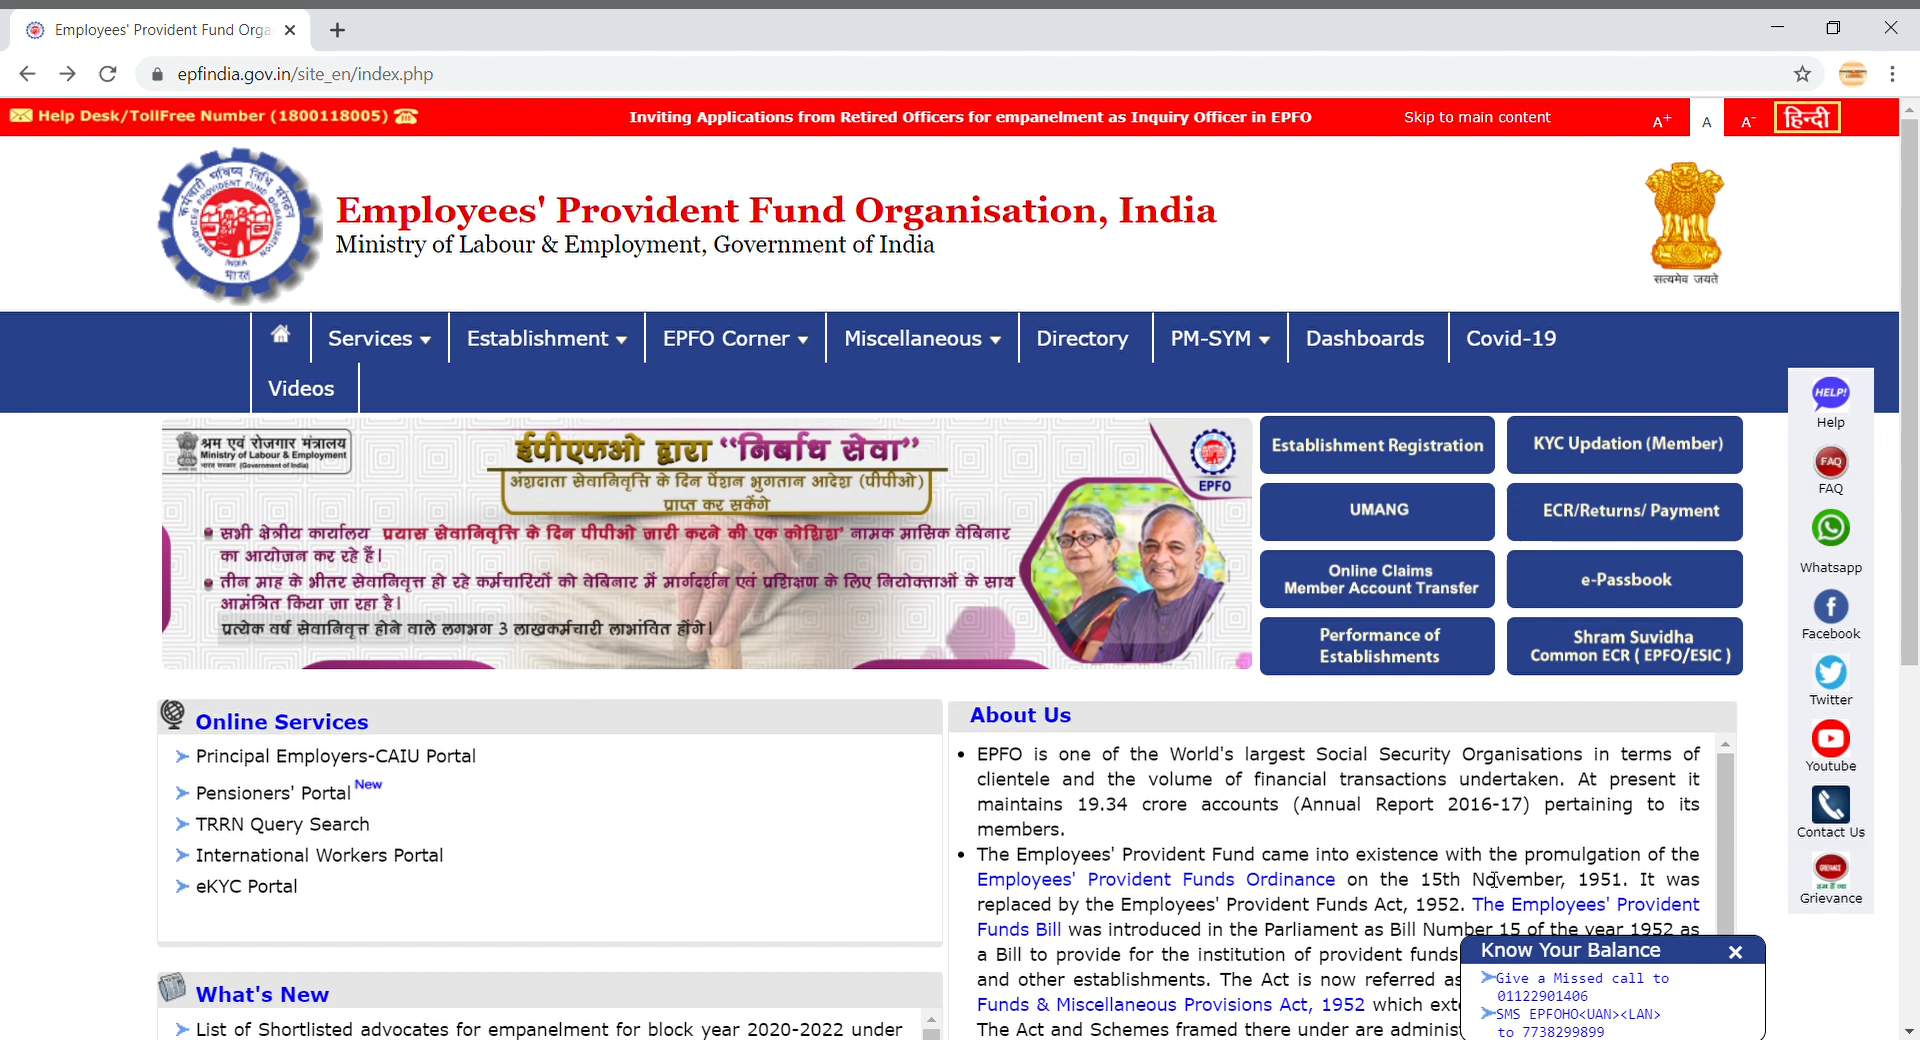 Employees' Provident Fund Orga
epfindia.gov.in/site_en/index.php
Help Desk/TollFree Number (1800118005)
Inviting Applications from Retired Officers for empanelment as Inquiry Officer in EPFO
Skip to main content
A+
A
A-
हिन्दी
कर्मचारी भविष्य निधि संगठन
EMPLOYEES PROVIDENT FUND ORGANISATION
INDIA
भारत
Employees' Provident Fund Organisation, India
Ministry of Labour & Employment, Government of India
सत्यमेव जयते
Services
Establishment
EPFO Corner
Miscellaneous
Directory
PM-SYM
Dashboards
Covid-19
Videos
श्रम एवं रोजगार मंत्रालय
Ministry of Labour & Employment
भारत सरकार (Government of India)
ईपीएफओ द्वारा “निर्बाध सेवा”
अंशदाता सेवानिवृत्ति के दिन पेंशन भुगतान आदेश (पीपीओ)
प्राप्त कर सकेंगे
EPFO
सभी क्षेत्रीय कार्यालय प्रयास सेवानिवृत्ति के दिन पीपीओ जारी करने की एक कोशिश' नामक मासिक वेबिनार
का आयोजन कर रहे हैं।
तीन माह के भीतर सेवानिवृत्त हो रहे कर्मचारियों को वेबिनार में मार्गदर्शन एवं प्रशिक्षण के लिए नियोक्ताओं के साथ
आमंत्रित किया जा रहा है।
प्रत्येक वर्ष सेवानिवृत्त होने वाले लगभग 3 लाख कर्मचारी लाभांवित होंगे।
Establishment Registration
KYC Updation (Member)
UMANG
ECR/Returns/ Payment
Online Claims
Member Account Transfer
e-Passbook
Performance of
Establishments
Shram Suvidha
Common ECR ( EPFO/ESIC )
HELP!
Help
FAQ
FAQ
Whatsapp
Facebook
Twitter
Youtube
Contact Us
Grievance
Online Services
Principal Employers-CAIU Portal
Pensioners' Portal New
TRRN Query Search
International Workers Portal
eKYC Portal
What's New
List of Shortlisted advocates for empanelment for block year 2020-2022 under
About Us
EPFO is one of the World's largest Social Security Organisations in terms of
clientele and the volume of financial transactions undertaken. At present it
maintains 19.34 crore accounts (Annual Report 2016-17) pertaining to its
members.
The Employees' Provident Fund came into existence with the promulgation of the
Employees' Provident Funds Ordinance on the 15th November, 1951. It was
replaced by the Employees' Provident Funds Act, 1952. The Employees' Provident
Funds Bill was introduced in the Parliament as Bill Number 15 of the year 1952 as
a Bill to provide for the institution of provident funds
and other establishments. The Act is now referred as
Funds & Miscellaneous Provisions Act, 1952 which exte
The Act and Schemes framed there under are adminis
Know Your Balance
Give a Missed call to
01122901406
SMS EPFOHO<UAN><LAN>
to 7738299899